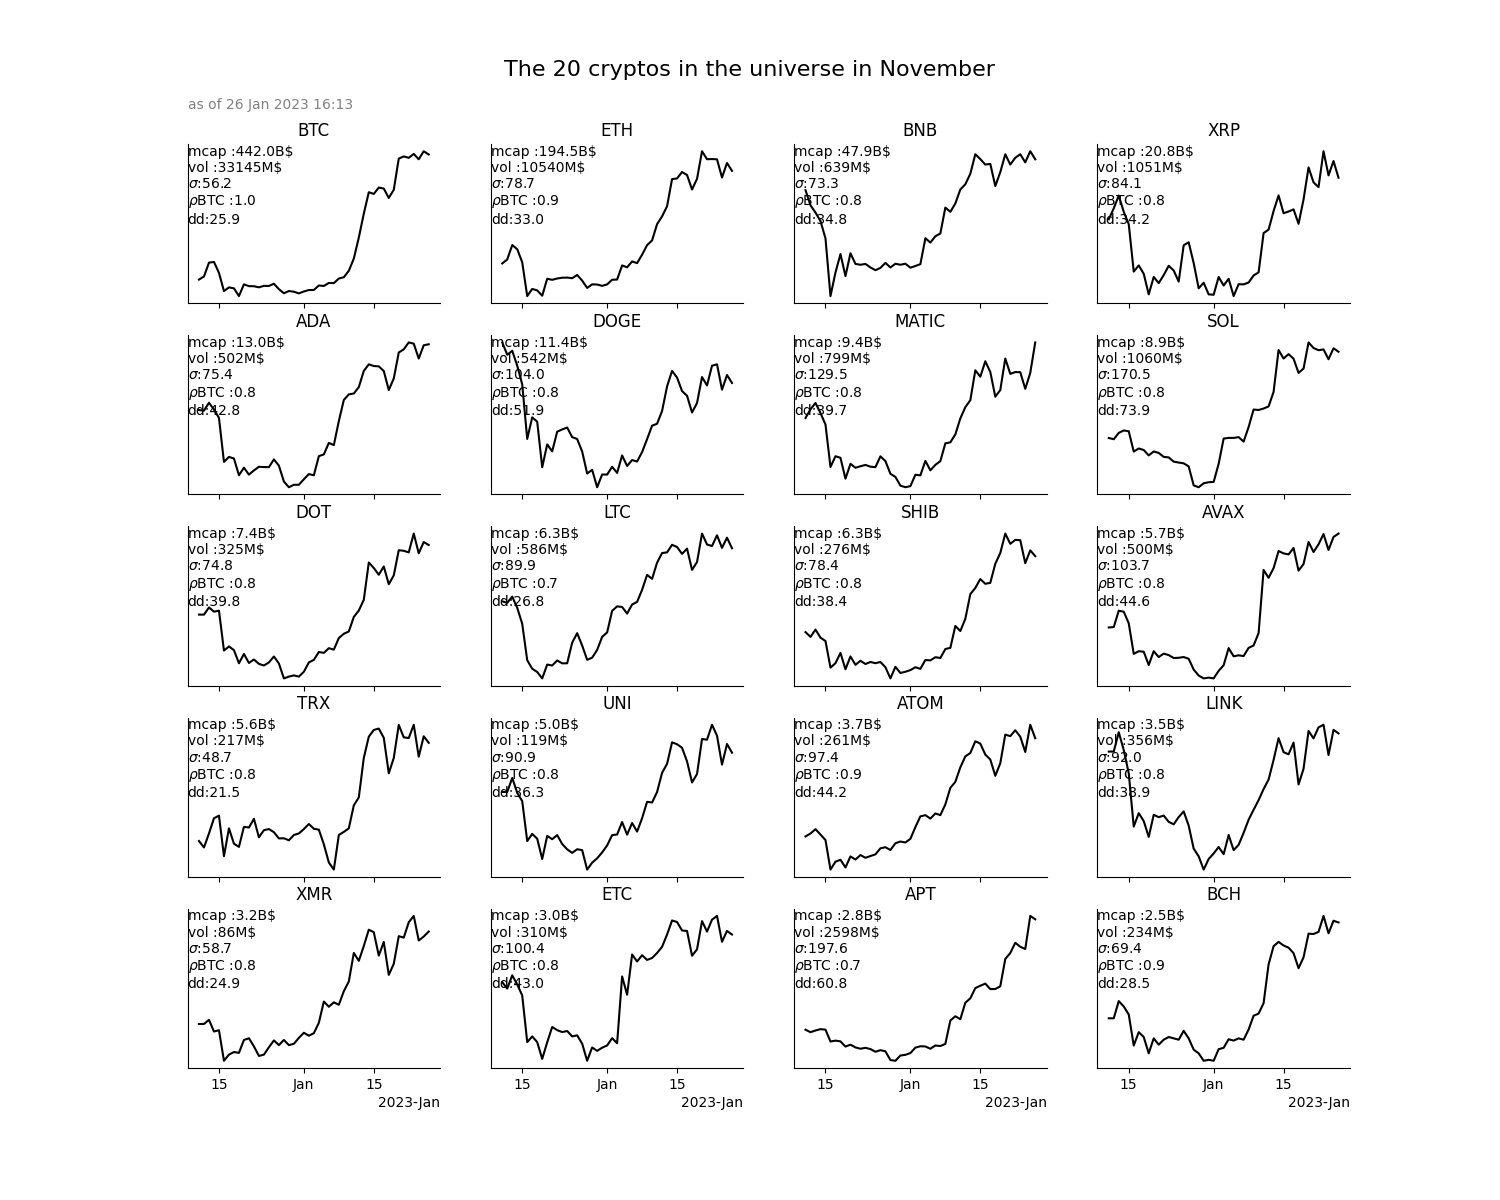 The 20 cryptos in the universe in November
as of 26 Jan 2023 16:13
BTC
mcap :442.0B$
vol :33145M$
σ:56.2
ρBTC :1.0
dd:25.9
ETH
mcap :194.5B$
vol :10540M$
σ:78.7
ρBTC :0.9
dd:33.0
BNB
mcap :47.9B$
vol :639M$
σ:73.3
ρBTC :0.8
dd:34.8
XRP
mcap :20.8B$
vol :1051M$
σ:84.1
ρBTC :0.8
dd:34.2
ADA
mcap :13.0B$
vol :502M$
σ:75.4
ρBTC :0.8
dd:42.8
DOGE
mcap :11.4B$
vol :542M$
σ:104.0
ρBTC :0.8
dd:51.9
MATIC
mcap :9.4B$
vol :799M$
σ:129.5
ρBTC :0.8
dd:39.7
SOL
mcap :8.9B$
vol :1060M$
σ:170.5
ρBTC :0.8
dd:73.9
DOT
mcap :7.4B$
vol :325M$
σ:74.8
ρBTC :0.8
dd:39.8
LTC
mcap :6.3B$
vol :586M$
σ:89.9
ρBTC :0.7
dd:26.8
SHIB
mcap :6.3B$
vol :276M$
σ:78.4
ρBTC :0.8
dd:38.4
AVAX
mcap :5.7B$
vol :500M$
σ:103.7
ρBTC :0.8
dd:44.6
TRX
mcap :5.6B$
vol :217M$
σ:48.7
ρBTC :0.8
dd:21.5
UNI
mcap :5.0B$
vol :119M$
σ:90.9
ρBTC :0.8
dd:36.3
ATOM
mcap :3.7B$
vol :261M$
σ:97.4
ρBTC :0.9
dd:44.2
LINK
mcap :3.5B$
vol :356M$
σ:92.0
ρBTC :0.8
dd:38.9
XMR
mcap :3.2B$
vol :86M$
σ:58.7
ρBTC :0.8
dd:24.9
15 Jan 15
2023-Jan
ETC
mcap :3.0B$
vol :310M$
σ:100.4
ρBTC :0.8
dd:43.0
15 Jan 15
2023-Jan
APT
mcap :2.8B$
vol :2598M$
σ:197.6
ρBTC :0.7
dd:60.8
15 Jan 15
2023-Jan
BCH
mcap :2.5B$
vol :234M$
σ:69.4
ρBTC :0.9
dd:28.5
15 Jan 15
2023-Jan